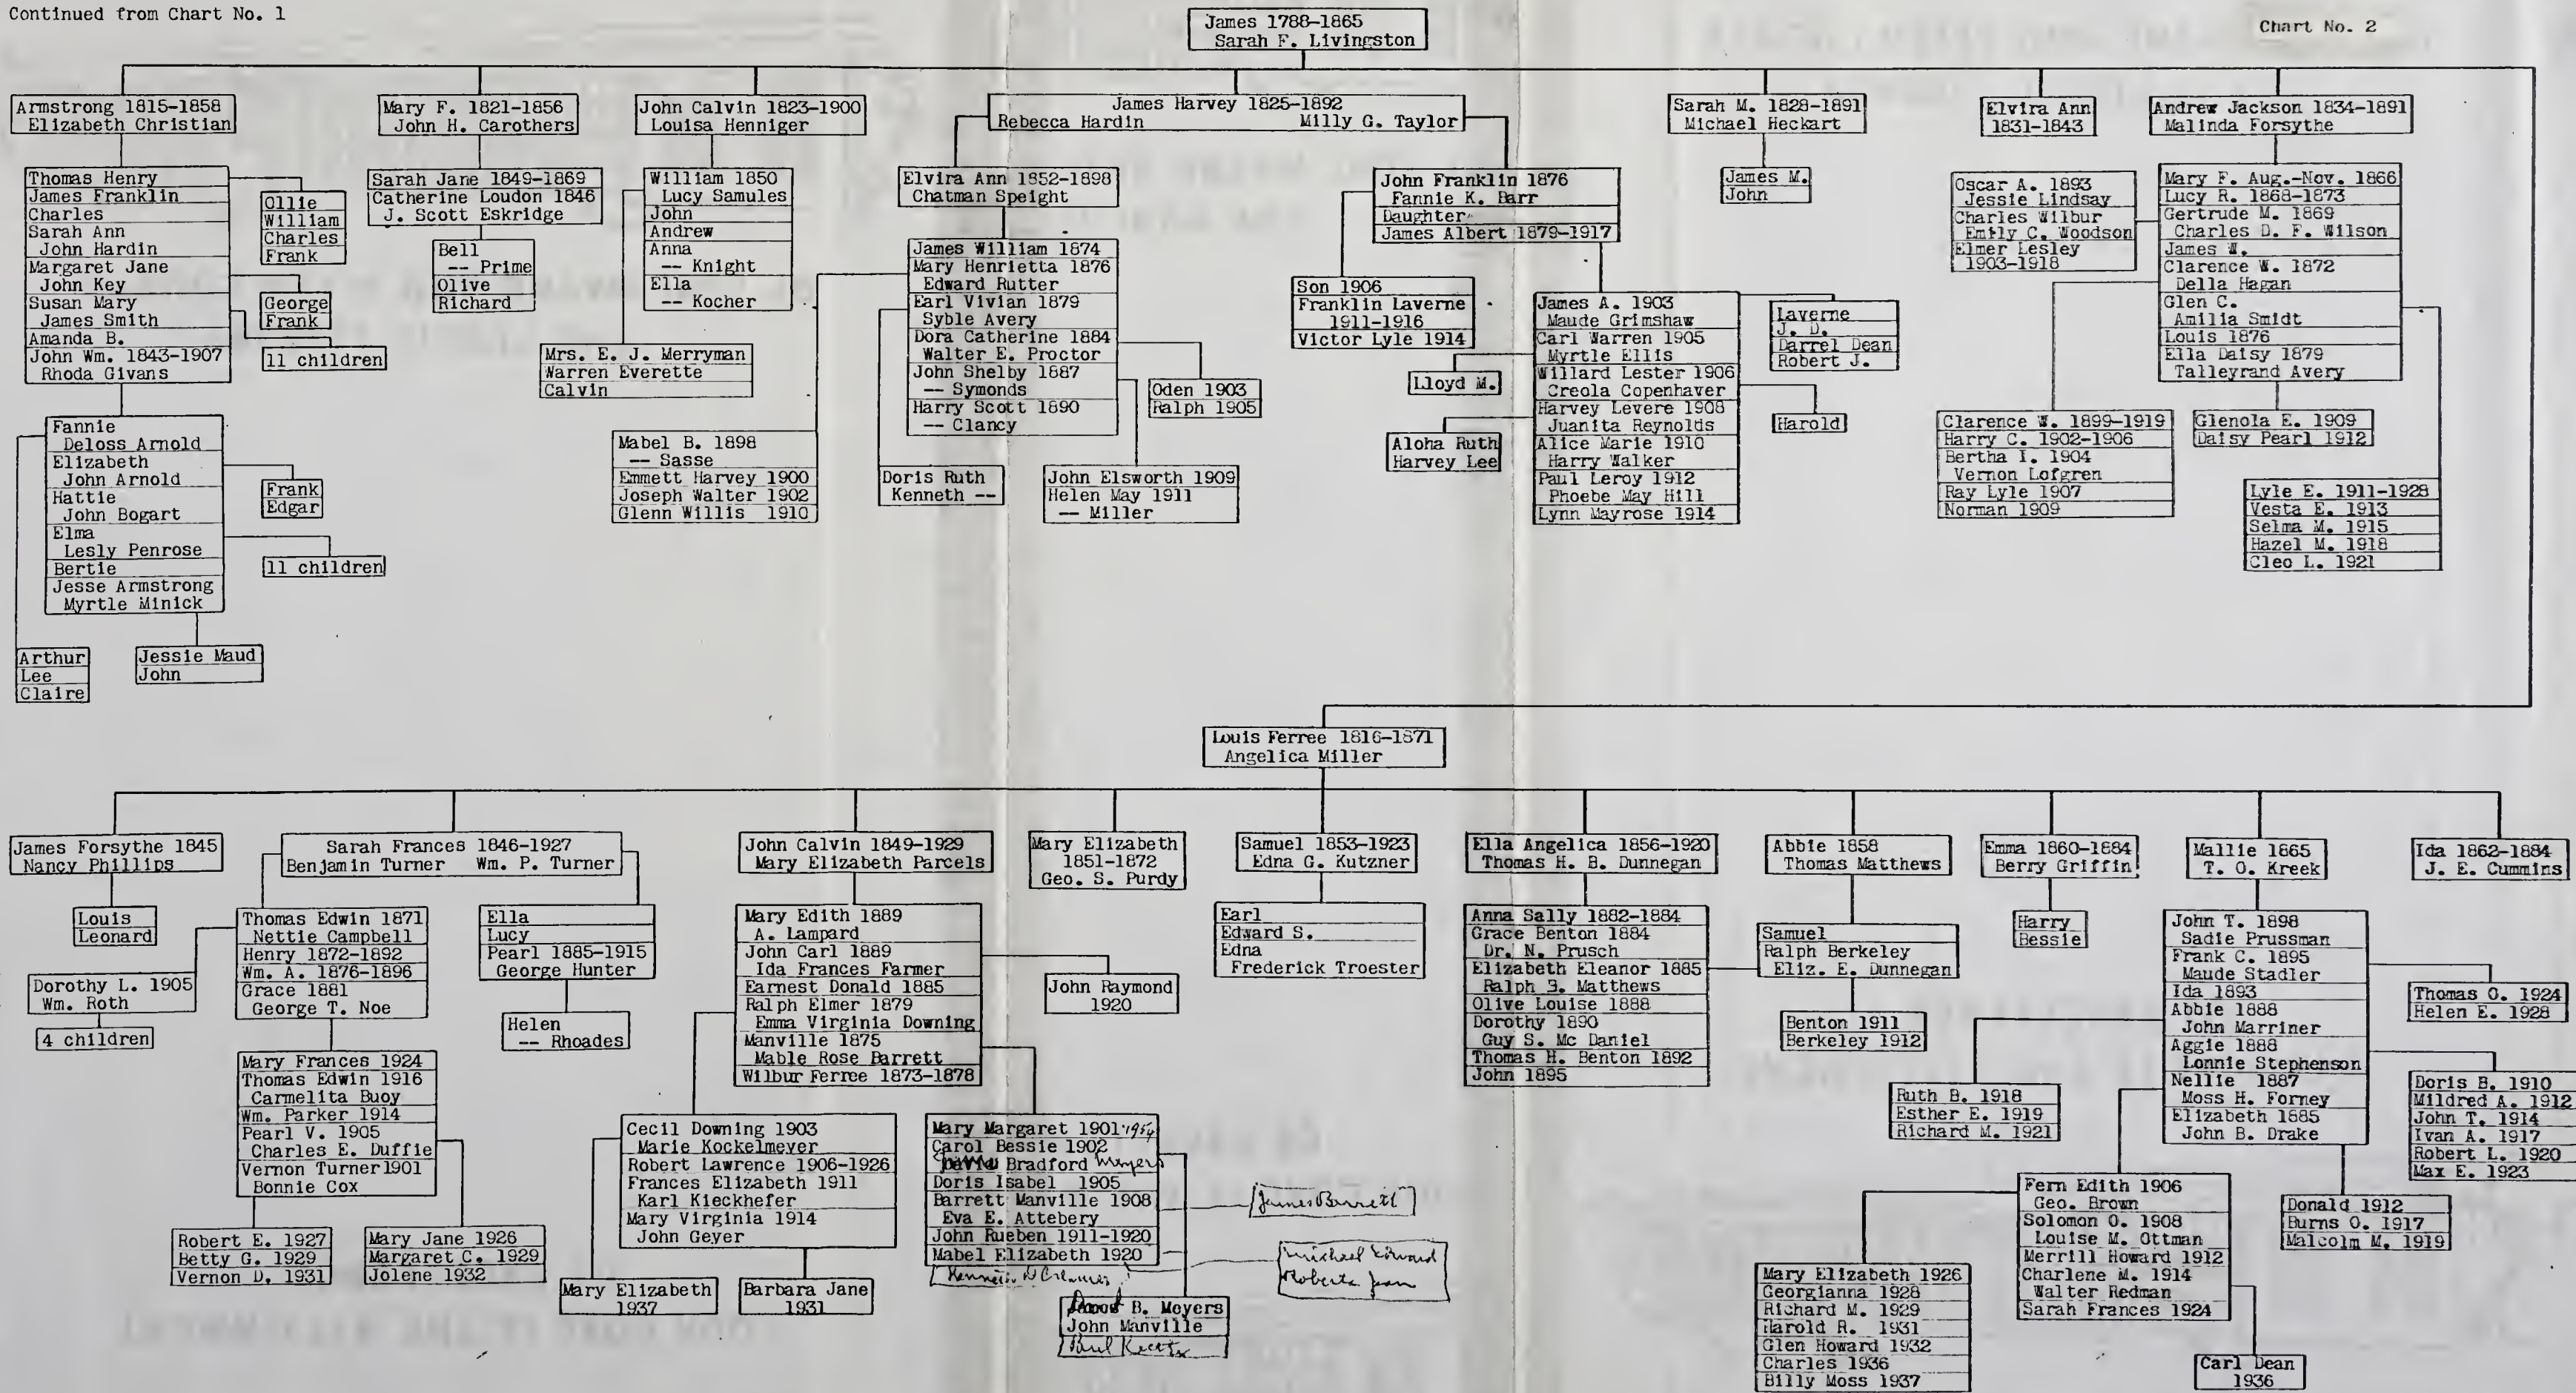 Continued from Chart No. 1
Chart No. 2
James 1788-1865
Sarah F. Livingston
Armstrong 1815-1858
Elizabeth Christian
Mary F. 1821-1856
John H. Carothers
John Calvin 1823-1900
Louisa Henniger
James Harvey 1825-1892
Rebecca Hardin Milly G. Taylor
Sarah M. 1828-1891
Michael Heckart
Elvira Ann
1831-1843
Andrew Jackson 1834-1891
Malinda Forsythe
Thomas Henry
James Franklin
Charles
Sarah Ann
John Hardin
Margaret Jane
John Key
Susan Mary
James Smith
Amanda B.
John Wm. 1843-1907
Rhoda Givans
Ollie
William
Charles
Frank
George
Frank
11 children
Fannie
Deloss Arnold
Elizabeth
John Arnold
Hattie
John Bogart
Elma
Lesly Penrose
Bertie
Jesse Armstrong
Myrtle Minick
Frank
Edgar
11 children
Arthur
Lee
Claire
Jessie Maud
John
Sarah Jane 1849-1869
Catherine Loudon 1846
J. Scott Eskridge
Bell
-- Prime
Olive
Richard
William 1850
Lucy Samules
John
Andrew
Anna
-- Knight
Ella
-- Kocher
Mrs. E. J. Merryman
Warren Everette
Calvin
Elvira Ann 1852-1898
Chatman Speight
James William 1874
Mary Henrietta 1876
Edward Rutter
Earl Vivian 1879
Syble Avery
Dora Catherine 1884
Walter E. Proctor
John Shelby 1887
-- Symonds
Harry Scott 1890
-- Clancy
Mabel B. 1898
-- Sasse
Emmett Harvey 1900
Joseph Walter 1902
Glenn Willis 1910
Doris Ruth
Kenneth --
Oden 1903
Ralph 1905
John Elsworth 1909
Helen May 1911
-- Miller
John Franklin 1876
Fannie K. Barr
Daughter
James Albert 1879-1917
Son 1906
Franklin Laverne
1911-1916
Victor Lyle 1914
James A. 1903
Maude Grimshaw
Carl Warren 1905
Myrtle Ellis
Willard Lester 1906
Creola Copenhaver
Harvey Levere 1908
Juanita Reynolds
Alice Marie 1910
Harry Walker
Paul Leroy 1912
Phoebe May Hill
Lynn Mayrose 1914
Laverne
J. D.
Darrel Dean
Robert J.
Lloyd M.
Harold
Aloha Ruth
Harvey Lee
James M.
John
Oscar A. 1893
Jessie Lindsay
Charles Wilbur
Emily C. Woodson
Elmer Lesley
1903-1918
Mary F. Aug.-Nov. 1866
Lucy R. 1868-1873
Gertrude M. 1869
Charles D. F. Wilson
James W.
Clarence W. 1872
Della Hagan
Glen C.
Amilia Smidt
Louis 1876
Ella Daisy 1879
Talleyrand Avery
Clarence W. 1899-1919
Harry C. 1902-1906
Bertha I. 1904
Vernon Lofgren
Ray Lyle 1907
Norman 1909
Glenola E. 1909
Daisy Pearl 1912
Lyle E. 1911-1928
Vesta E. 1913
Selma M. 1915
Hazel M. 1918
Cleo L. 1921
Louis Ferree 1816-1871
Angelica Miller
James Forsythe 1845
Nancy Phillips
Sarah Frances 1846-1927
Benjamin Turner Wm. P. Turner
John Calvin 1849-1929
Mary Elizabeth Parcels
Mary Elizabeth
1851-1872
Geo. S. Purdy
Samuel 1853-1923
Edna G. Kutzner
Ella Angelica 1856-1920
Thomas H. B. Dunnegan
Abbie 1858
Thomas Matthews
Emma 1860-1884
Berry Griffin
Mallie 1865
T. O. Kreek
Ida 1862-1884
J. E. Cummins
Louis
Leonard
Thomas Edwin 1871
Nettie Campbell
Henry 1872-1892
Wm. A. 1876-1896
Grace 1881
George T. Noe
Dorothy L. 1905
Wm. Roth
4 children
Ella
Lucy
Pearl 1885-1915
George Hunter
Helen
-- Rhoades
Mary Frances 1924
Thomas Edwin 1916
Carmelita Buoy
Wm. Parker 1914
Pearl V. 1905
Charles E. Duffie
Vernon Turner 1901
Bonnie Cox
Robert E. 1927
Betty G. 1929
Vernon D. 1931
Mary Jane 1926
Margaret C. 1929
Jolene 1932
Mary Edith 1889
A. Lampard
John Carl 1889
Ida Frances Farmer
Earnest Donald 1885
Ralph Elmer 1879
Emma Virginia Downing
Manville 1875
Mable Rose Barrett
Wilbur Ferree 1873-1878
John Raymond
1920
Cecil Downing 1903
Marie Kockelmeyer
Robert Lawrence 1906-1926
Frances Elizabeth 1911
Karl Kieckhefer
Mary Virginia 1914
John Geyer
Mary Elizabeth
1937
Barbara Jane
1931
Mary Margaret 1901-1954
Carol Bessie 1902
Bradford Meyers
Doris Isabel 1905
Barrett Manville 1908
Eva E. Attebery
John Rueben 1911-1920
Mabel Elizabeth 1920
James Barrett
Michael Edward
Roberta Jean
B. Meyers
John Manville
Paul
Earl
Edward S.
Edna
Frederick Troester
Anna Sally 1882-1884
Grace Benton 1884
Dr. N. Prusch
Elizabeth Eleanor 1885
Ralph B. Matthews
Olive Louise 1888
Dorothy 1890
Guy S. Mc Daniel
Thomas H. Benton 1892
John 1895
Samuel
Ralph Berkeley
Eliz. E. Dunnegan
Benton 1911
Berkeley 1912
Harry
Bessie
John T. 1898
Sadie Prussman
Frank C. 1895
Maude Stadler
Ida 1893
Abbie 1888
John Marriner
Aggie 1888
Lonnie Stephenson
Nellie 1887
Moss H. Forney
Elizabeth 1885
John B. Drake
Thomas O. 1924
Helen E. 1928
Ruth B. 1918
Esther E. 1919
Richard M. 1921
Doris B. 1910
Mildred A. 1912
John T. 1914
Ivan A. 1917
Robert L. 1920
Max E. 1923
Fern Edith 1906
Geo. Brown
Solomon O. 1908
Louise M. Ottman
Merrill Howard 1912
Charlene M. 1914
Walter Redman
Sarah Frances 1924
Donald 1912
Burns O. 1917
Malcolm M. 1919
Mary Elizabeth 1926
Georgianna 1928
Richard M. 1929
Harold R. 1931
Glen Howard 1932
Charles 1936
Billy Moss 1937
Carl Dean
1936